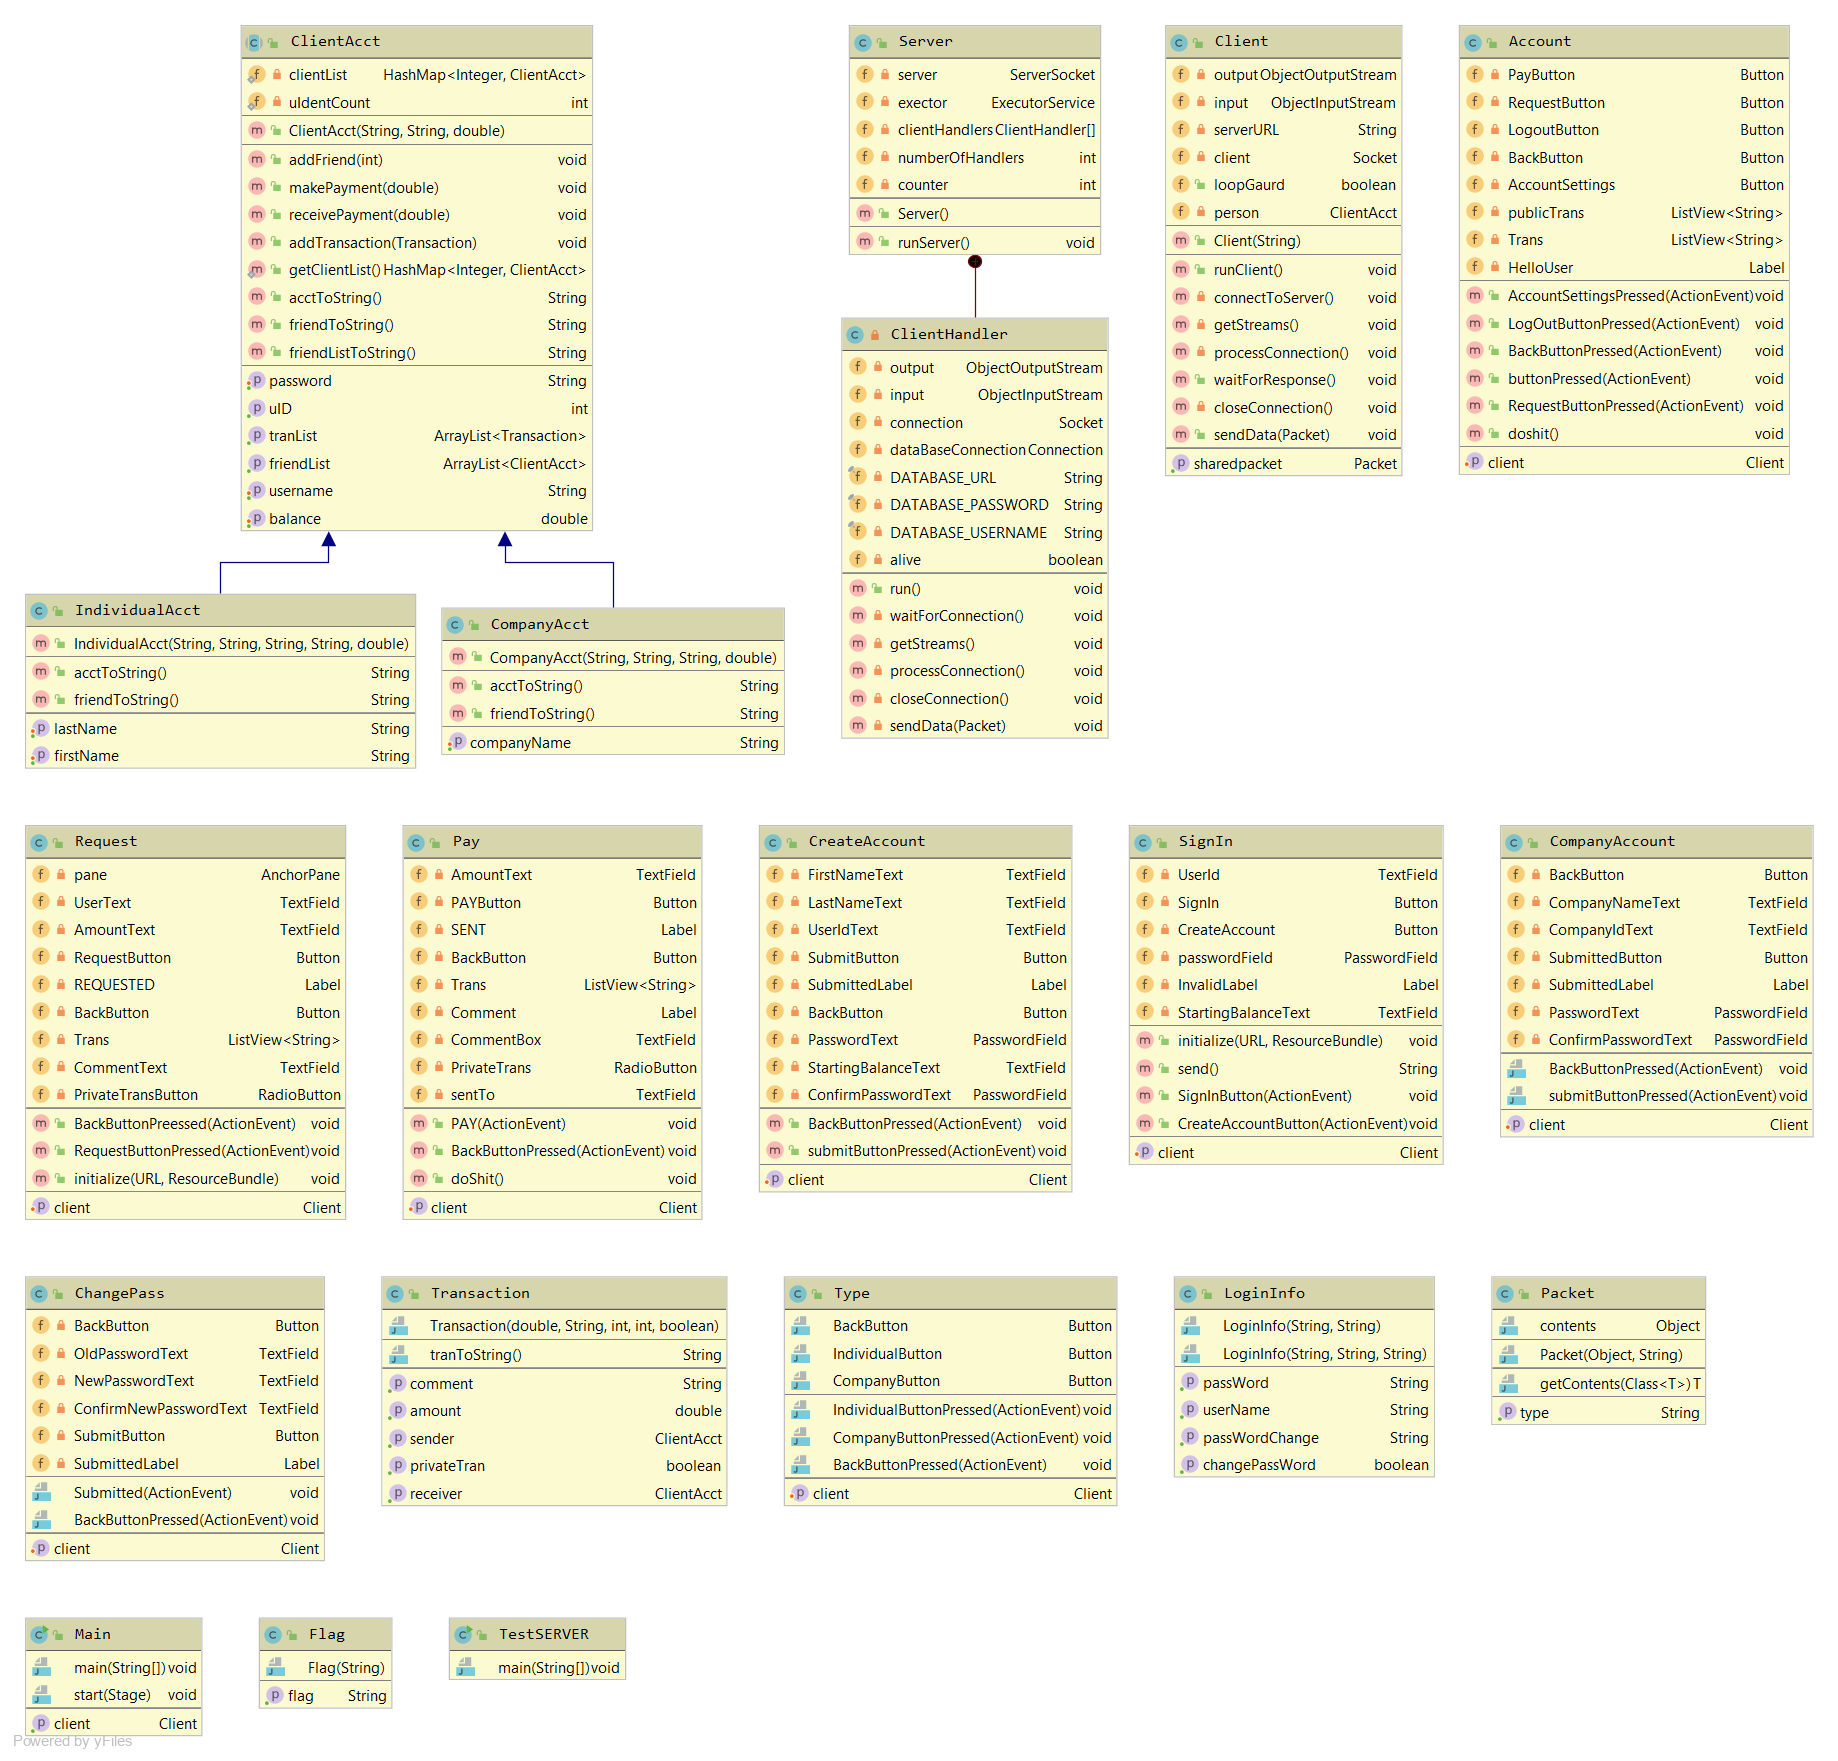 ClientAcct
clientList HashMap<Integer, ClientAcct>
uIdentCount int
ClientAcct(String, String, double)
addFriend(int) void
makePayment(double) void
receivePayment(double) void
addTransaction(Transaction) void
getClientList() HashMap<Integer, ClientAcct>
acctToString() String
friendToString() String
friendListToString() String
password String
uID int
tranList ArrayList<Transaction>
friendList ArrayList<ClientAcct>
username String
balance double
Server
server ServerSocket
exector ExecutorService
clientHandlers ClientHandler[]
numberOfHandlers int
counter int
Server()
runServer() void
Client
output ObjectOutputStream
input ObjectInputStream
serverURL String
client Socket
loopGaurd boolean
person ClientAcct
Client(String)
runClient() void
connectToServer() void
getStreams() void
processConnection() void
waitForResponse() void
closeConnection() void
sendData(Packet) void
sharedpacket Packet
Account
PayButton Button
RequestButton Button
LogoutButton Button
BackButton Button
AccountSettings Button
publicTrans ListView<String>
Trans ListView<String>
HelloUser Label
AccountSettingsPressed(ActionEvent) void
LogOutButtonPressed(ActionEvent) void
BackButtonPressed(ActionEvent) void
buttonPressed(ActionEvent) void
RequestButtonPressed(ActionEvent) void
doshit() void
client Client
ClientHandler
output ObjectOutputStream
input ObjectInputStream
connection Socket
dataBaseConnection Connection
DATABASE_URL String
DATABASE_PASSWORD String
DATABASE_USERNAME String
alive boolean
run() void
waitForConnection() void
getStreams() void
processConnection() void
closeConnection() void
sendData(Packet) void
IndividualAcct
IndividualAcct(String, String, String, String, double)
acctToString() String
friendToString() String
lastName String
firstName String
CompanyAcct
CompanyAcct(String, String, String, double)
acctToString() String
friendToString() String
companyName String
Request
pane AnchorPane
UserText TextField
AmountText TextField
RequestButton Button
REQUESTED Label
BackButton Button
Trans ListView<String>
CommentText TextField
PrivateTransButton RadioButton
BackButtonPreessed(ActionEvent) void
RequestButtonPressed(ActionEvent) void
initialize(URL, ResourceBundle) void
client Client
Pay
AmountText TextField
PAYButton Button
SENT Label
BackButton Button
Trans ListView<String>
Comment Label
CommentBox TextField
PrivateTrans RadioButton
sentTo TextField
PAY(ActionEvent) void
BackButtonPressed(ActionEvent) void
doShit() void
client Client
CreateAccount
FirstNameText TextField
LastNameText TextField
UserIdText TextField
SubmitButton Button
SubmittedLabel Label
BackButton Button
PasswordText PasswordField
StartingBalanceText TextField
ConfirmPasswordText PasswordField
BackButtonPressed(ActionEvent) void
submitButtonPressed(ActionEvent) void
client Client
SignIn
UserId TextField
SignIn Button
CreateAccount Button
passwordField PasswordField
InvalidLabel Label
StartingBalanceText TextField
initialize(URL, ResourceBundle) void
send() String
SignInButton(ActionEvent) void
CreateAccountButton(ActionEvent) void
client Client
CompanyAccount
BackButton Button
CompanyNameText TextField
CompanyIdText TextField
SubmittedButton Button
SubmittedLabel Label
PasswordText PasswordField
ConfirmPasswordText PasswordField
BackButtonPressed(ActionEvent) void
submitButtonPressed(ActionEvent) void
client Client
ChangePass
BackButton Button
OldPasswordText TextField
NewPasswordText TextField
ConfirmNewPasswordText TextField
SubmitButton Button
SubmittedLabel Label
Submitted(ActionEvent) void
BackButtonPressed(ActionEvent) void
client Client
Transaction
Transaction(double, String, int, int, boolean)
tranToString() String
comment String
amount double
sender ClientAcct
privateTran boolean
receiver ClientAcct
Type
BackButton Button
IndividualButton Button
CompanyButton Button
IndividualButtonPressed(ActionEvent) void
CompanyButtonPressed(ActionEvent) void
BackButtonPressed(ActionEvent) void
client Client
LoginInfo
LoginInfo(String, String)
LoginInfo(String, String, String)
passWord String
userName String
passWordChange String
changePassWord boolean
Packet
contents Object
Packet(Object, String)
getContents(Class<T>) T
type String
Main
main(String[]) void
start(Stage) void
client Client
Flag
Flag(String)
flag String
TestSERVER
main(String[]) void
Powered by yFiles